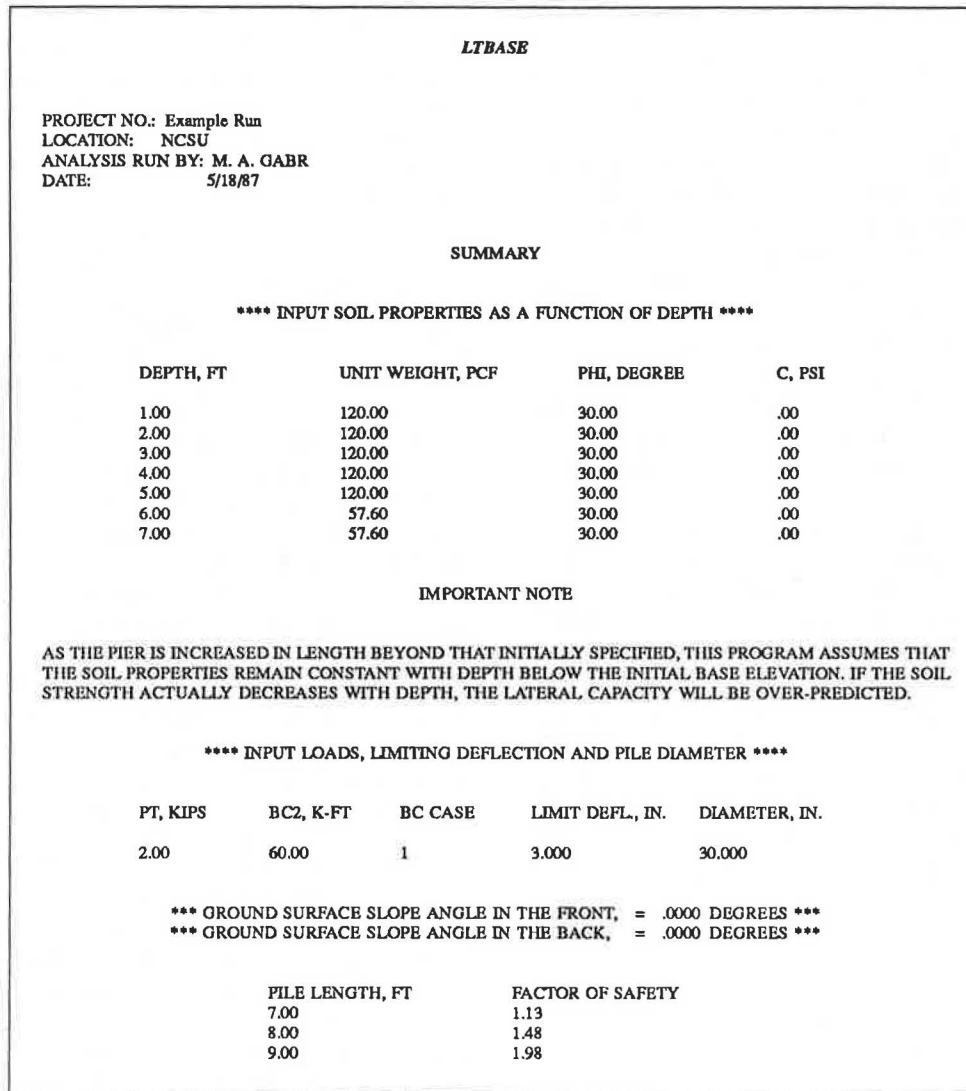 LTBASE
PROJECT NO.: Example Run
LOCATION: NCSU
ANALYSIS RUN BY: M. A. GABR
DATE: 5/18/87
SUMMARY
**** INPUT SOIL PROPERTIES AS A FUNCTION OF DEPTH ****
DEPTH, FT UNIT WEIGHT, PCF PHI, DEGREE C, PSI
1.00 120.00 30.00 .00
2.00 120.00 30.00 .00
3.00 120.00 30.00 .00
4.00 120.00 30.00 .00
5.00 120.00 30.00 .00
6.00 57.60 30.00 .00
7.00 57.60 30.00 .00
IMPORTANT NOTE
AS THE PIER IS INCREASED IN LENGTH BEYOND THAT INITIALLY SPECIFIED, THIS PROGRAM ASSUMES THAT
THE SOIL PROPERTIES REMAIN CONSTANT WITH DEPTH BELOW THE INITIAL BASE ELEVATION. IF THE SOIL
STRENGTH ACTUALLY DECREASES WITH DEPTH, THE LATERAL CAPACITY WILL BE OVER-PREDICTED.
**** INPUT LOADS, LIMITING DEFLECTION AND PILE DIAMETER ****
PT, KIPS BC2, K-FT BC CASE LIMIT DEFL., IN. DIAMETER, IN.
2.00 60.00 1 3.000 30.000
*** GROUND SURFACE SLOPE ANGLE IN THE FRONT, = .0000 DEGREES ***
*** GROUND SURFACE SLOPE ANGLE IN THE BACK, = .0000 DEGREES ***
PILE LENGTH, FT FACTOR OF SAFETY
7.00 1.13
8.00 1.48
9.00 1.98